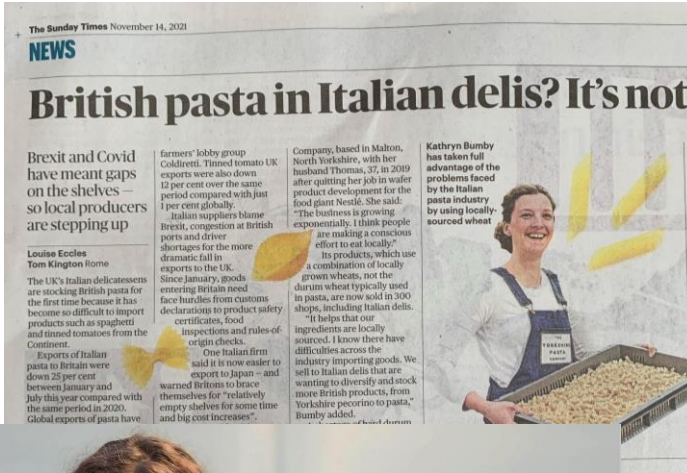 The Sunday Times November 14, 2021
NEWS
British pasta in Italian delis? It's not
Brexit and Covid
have meant gaps
on the shelves —
so local producers
are stepping up
Louise Eccles
Tom Kington Rome
The UK's Italian delicatessens
are stocking British pasta for
the first time because it has
become so difficult to import
products such as spaghetti
and tinned tomatoes from the
Continent.
Exports of Italian
pasta to Britain were
down 25 per cent
between January and
July this year compared with
the same period in 2020.
Global exports of pasta have
farmers' lobby group
Coldiretti. Tinned tomato UK
exports were also down
12 per cent over the same
period compared with just
1 per cent globally.
Italian suppliers blame
Brexit, congestion at British
ports and driver
shortages for the more
dramatic fall in
exports to the UK.
Since January, goods
entering Britain need
face hurdles from customs
declarations to product safety
certificates, food
inspections and rules-of-
origin checks.
One Italian firm
said it is now easier to
export to Japan — and
warned Britons to brace
themselves for "relatively
empty shelves for some time
and big cost increases".
Company, based in Malton,
North Yorkshire, with her
husband Thomas, 37, in 2019
after quitting her job in wafer
product development for the
food giant Nestlé. She said:
"The business is growing
exponentially. I think people
are making a conscious
effort to eat locally."
Its products, which use
a combination of locally
grown wheats, not the
durum wheat typically used
in pasta, are now sold in 300
shops, including Italian delis.
"It helps that our
ingredients are locally
sourced. I know there have
difficulties across the
industry importing goods. We
sell to Italian delis that are
wanting to diversify and stock
more British products, from
Yorkshire pecorino to pasta,"
Bumby added.
of hard durum
Kathryn Bumby
has taken full
advantage of the
problems faced
by the Italian
pasta industry
by using locally-
sourced wheat
THE
YORKSHIRE
PASTA
COMPANY